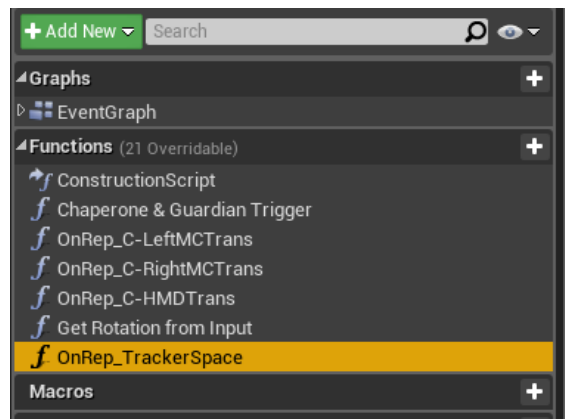 Add New Search
Graphs
EventGraph
Functions (21 Overridable)
ConstructionScript
Chaperone & Guardian Trigger
OnRep_C-LeftMCTrans
OnRep_C-RightMCTrans
OnRep_C-HMDTrans
Get Rotation from Input
OnRep_TrackerSpace
Macros